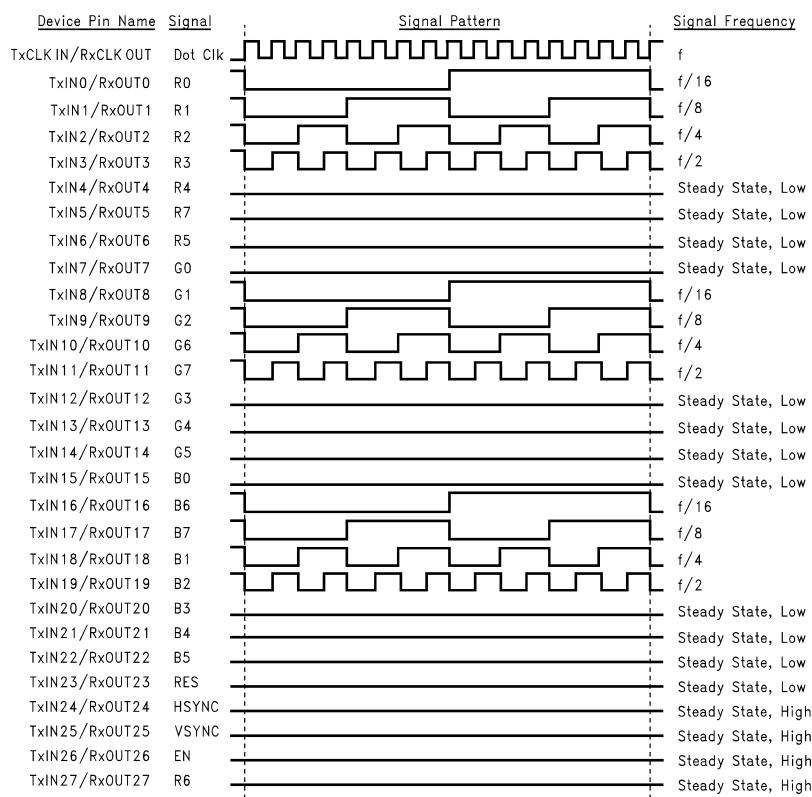 Device Pin Name Signal Signal Pattern Signal Frequency
TxCLK IN/RxCLK OUT Dot Clk f
TxIN0/RxOUT0 R0 f/16
TxIN1/RxOUT1 R1 f/8
TxIN2/RxOUT2 R2 f/4
TxIN3/RxOUT3 R3 f/2
TxIN4/RxOUT4 R4 Steady State, Low
TxIN5/RxOUT5 R7 Steady State, Low
TxIN6/RxOUT6 R5 Steady State, Low
TxIN7/RxOUT7 G0 Steady State, Low
TxIN8/RxOUT8 G1 f/16
TxIN9/RxOUT9 G2 f/8
TxIN10/RxOUT10 G6 f/4
TxIN11/RxOUT11 G7 f/2
TxIN12/RxOUT12 G3 Steady State, Low
TxIN13/RxOUT13 G4 Steady State, Low
TxIN14/RxOUT14 G5 Steady State, Low
TxIN15/RxOUT15 B0 Steady State, Low
TxIN16/RxOUT16 B6 f/16
TxIN17/RxOUT17 B7 f/8
TxIN18/RxOUT18 B1 f/4
TxIN19/RxOUT19 B2 f/2
TxIN20/RxOUT20 B3 Steady State, Low
TxIN21/RxOUT21 B4 Steady State, Low
TxIN22/RxOUT22 B5 Steady State, Low
TxIN23/RxOUT23 RES Steady State, Low
TxIN24/RxOUT24 HSYNC Steady State, High
TxIN25/RxOUT25 VSYNC Steady State, High
TxIN26/RxOUT26 EN Steady State, High
TxIN27/RxOUT27 R6 Steady State, High